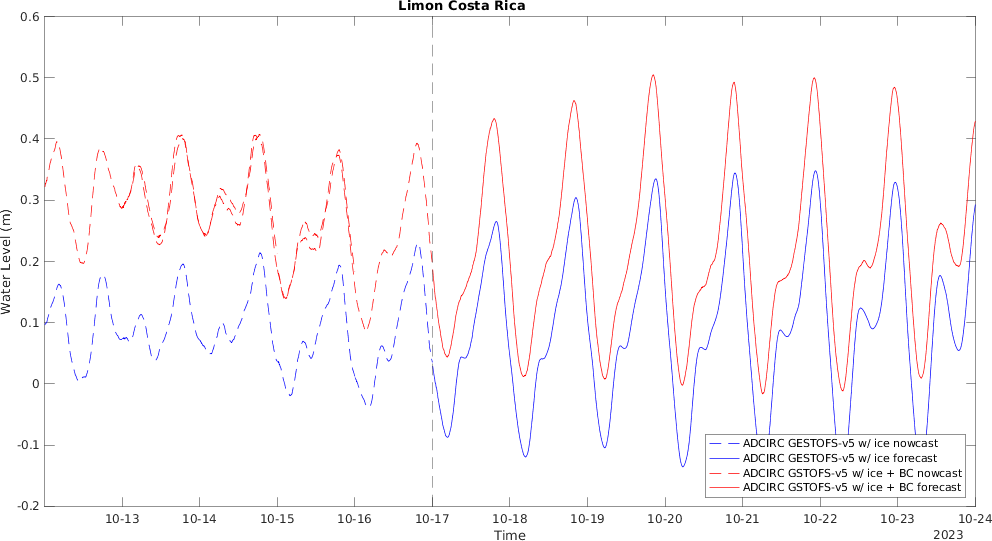 Limon Costa Rica
0.6
0.5
0.4
0.3
0.2
0.1
0
-0.1
-0.2
Water Level (m)
ADCIRC GESTOFS-v5 w/ ice nowcast
ADCIRC GESTOFS-v5 w/ ice forecast
ADCIRC GSTOFS-v5 w/ ice + BC nowcast
ADCIRC GSTOFS-v5 w/ ice + BC forecast
10-13 10-14 10-15 10-16 10-17 10-18 10-19 10-20 10-21 10-22 10-23 10-24
Time
2023